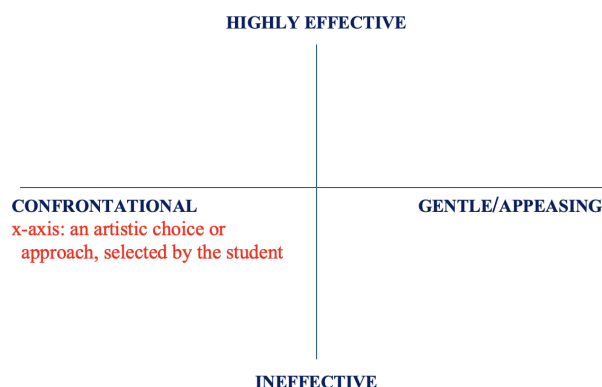 HIGHLY EFFECTIVE
CONFRONTATIONAL
GENTLE/APPEASING
x-axis: an artistic choice or
approach, selected by the student
INEFFECTIVE